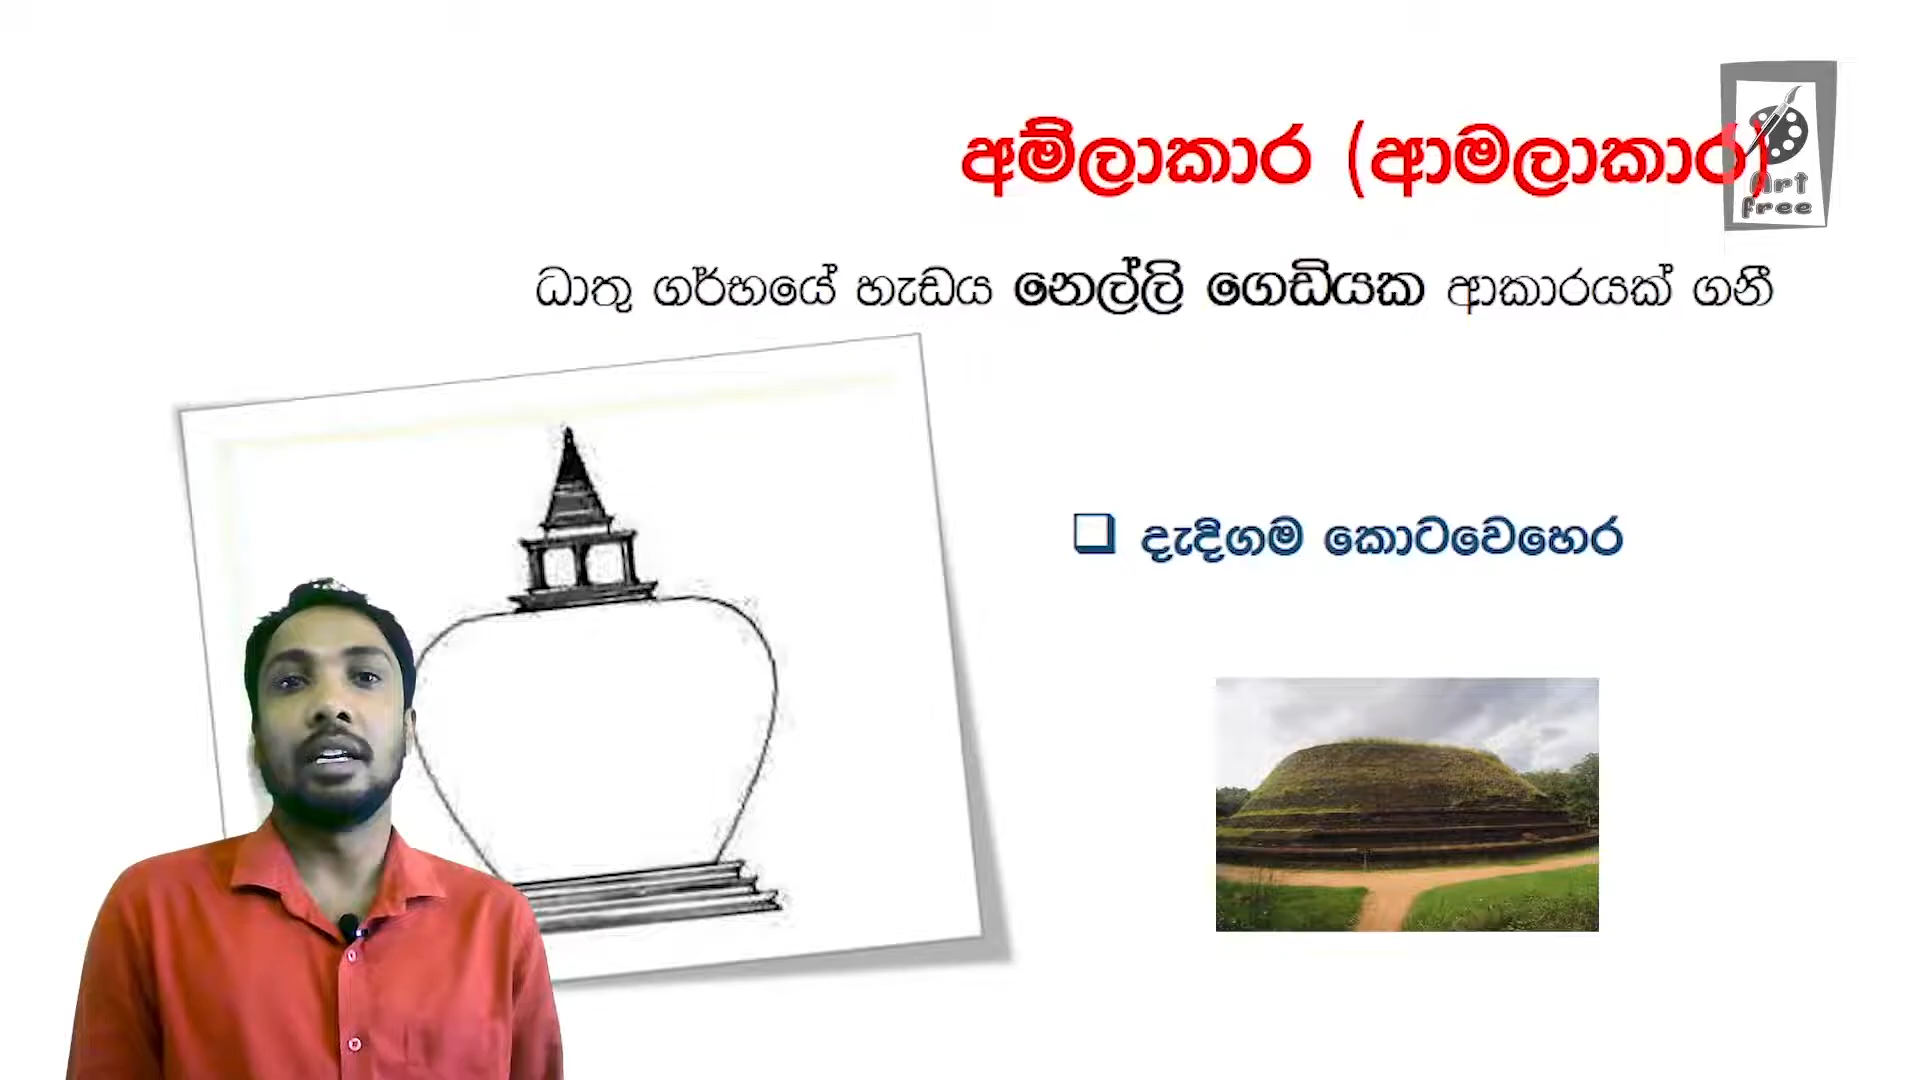 අම්ලාකාර (ආමලාකාර)
Art
free
ධාතු ගර්භයේ හැඩය නෙල්ලි ගෙඩියක ආකාරයක් ගනී
දැදිගම කොටවෙහෙර